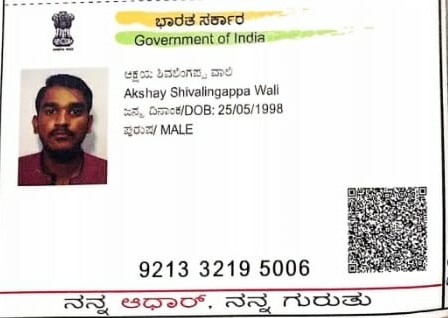 ಭಾರತ ಸರ್ಕಾರ
Government of India
ಅಕ್ಷಯ ಶಿವಲಿಂಗಪ್ಪ ವಾಲಿ
Akshay Shivalingappa Wali
ಜನ್ಮ ದಿನಾಂಕ/DOB: 25/05/1998
ಪುರುಷ/ MALE
9213 3219 5006
ನನ್ನ ಆಧಾರ್, ನನ್ನ ಗುರುತು